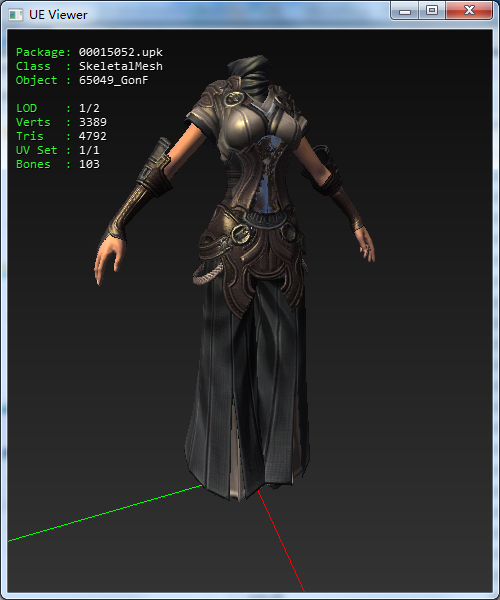 UE Viewer
Package: 00015052.upk
Class : SkeletalMesh
Object : 65049_GonF
LOD : 1/2
Verts : 3389
Tris : 4792
UV Set : 1/1
Bones : 103